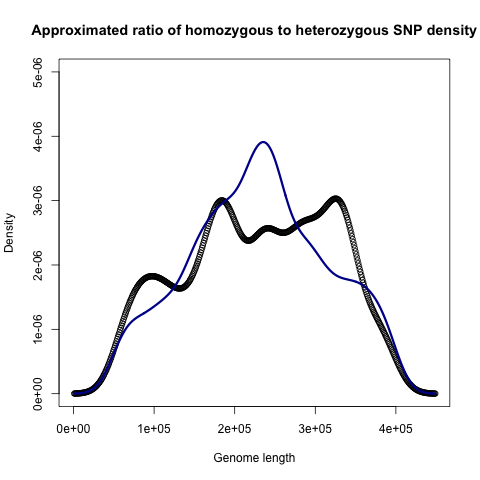 Approximated ratio of homozygous to heterozygous SNP density
5e-06
4e-06
3e-06
2e-06
1e-06
0e+00
Density
0e+00 1e+05 2e+05 3e+05 4e+05
Genome length